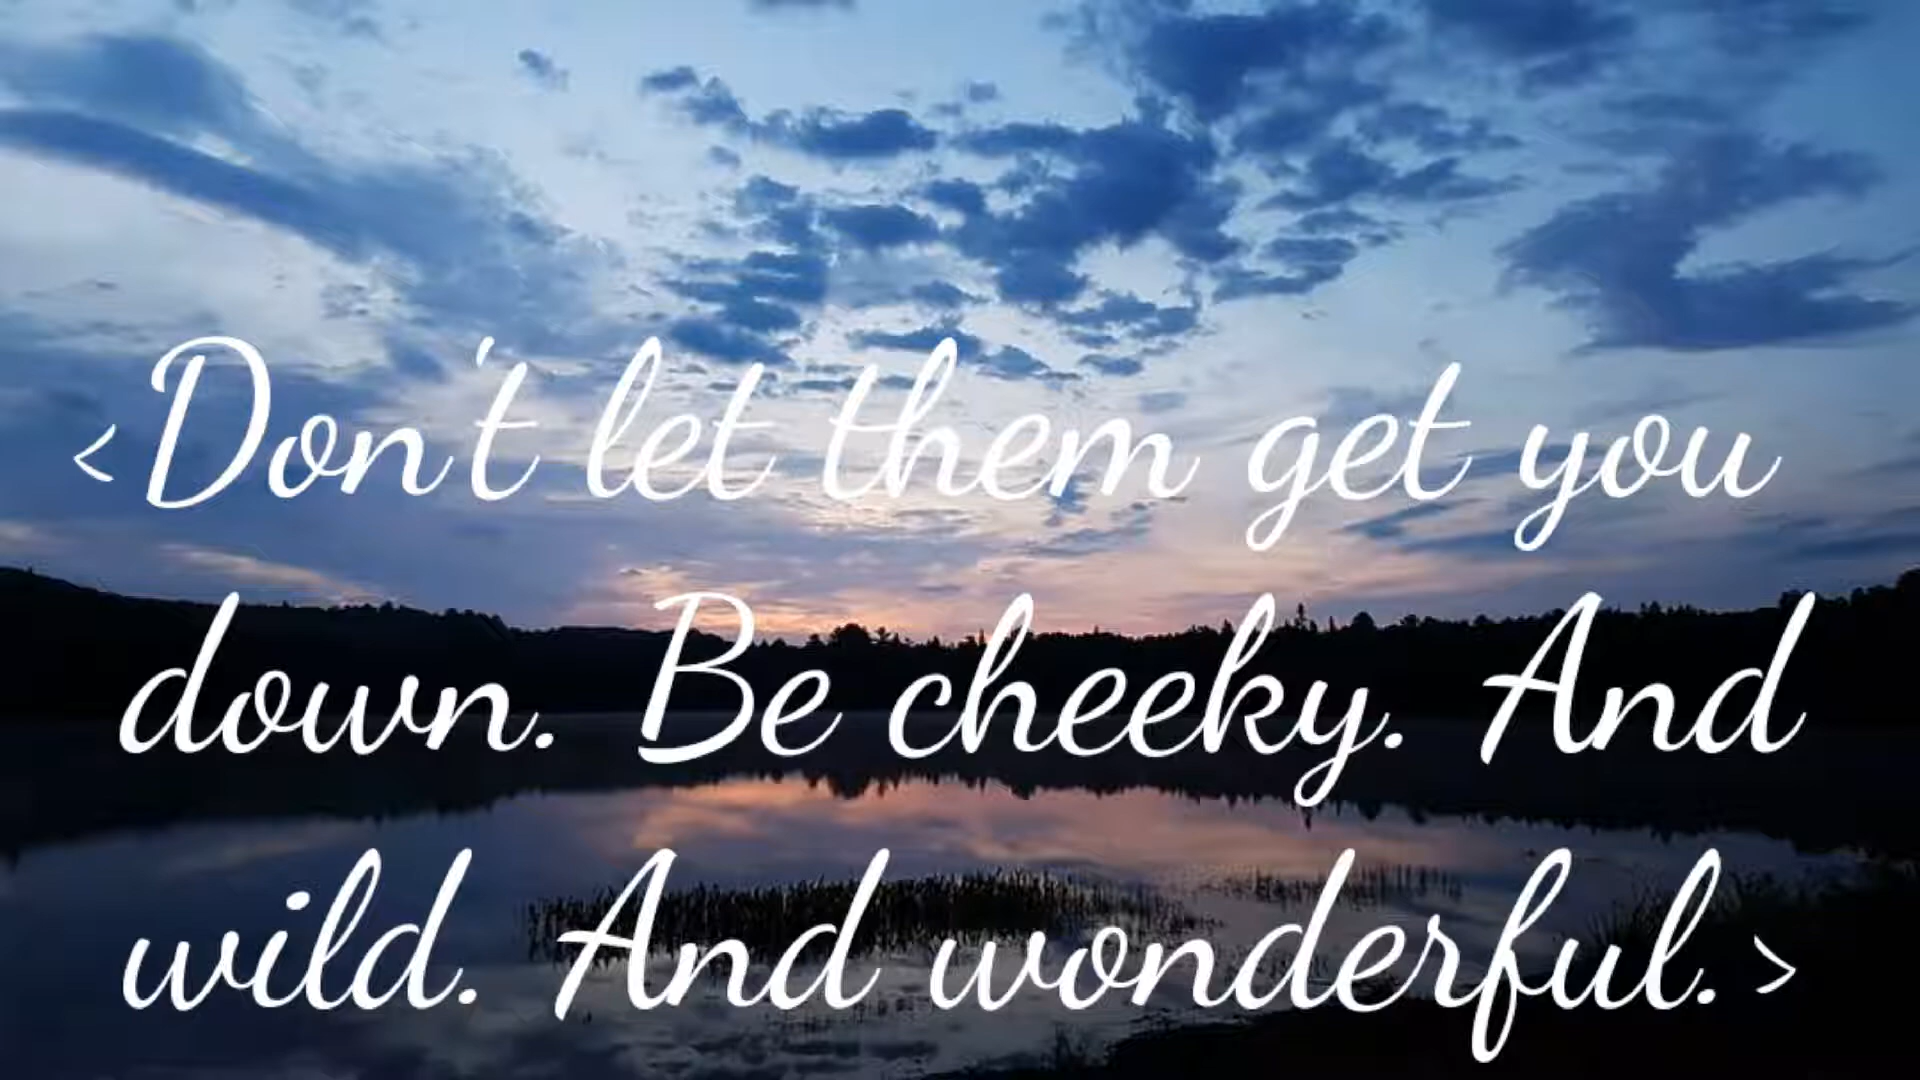 <Don't let them get you
down. Be cheeky. And
wild. And wonderful.>